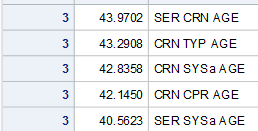 3 43.9702 SER CRN AGE
3 43.2908 CRN TYP AGE
3 42.8358 CRN SYSa AGE
3 42.1450 CRN CPR AGE
3 40.5623 SER SYSa AGE